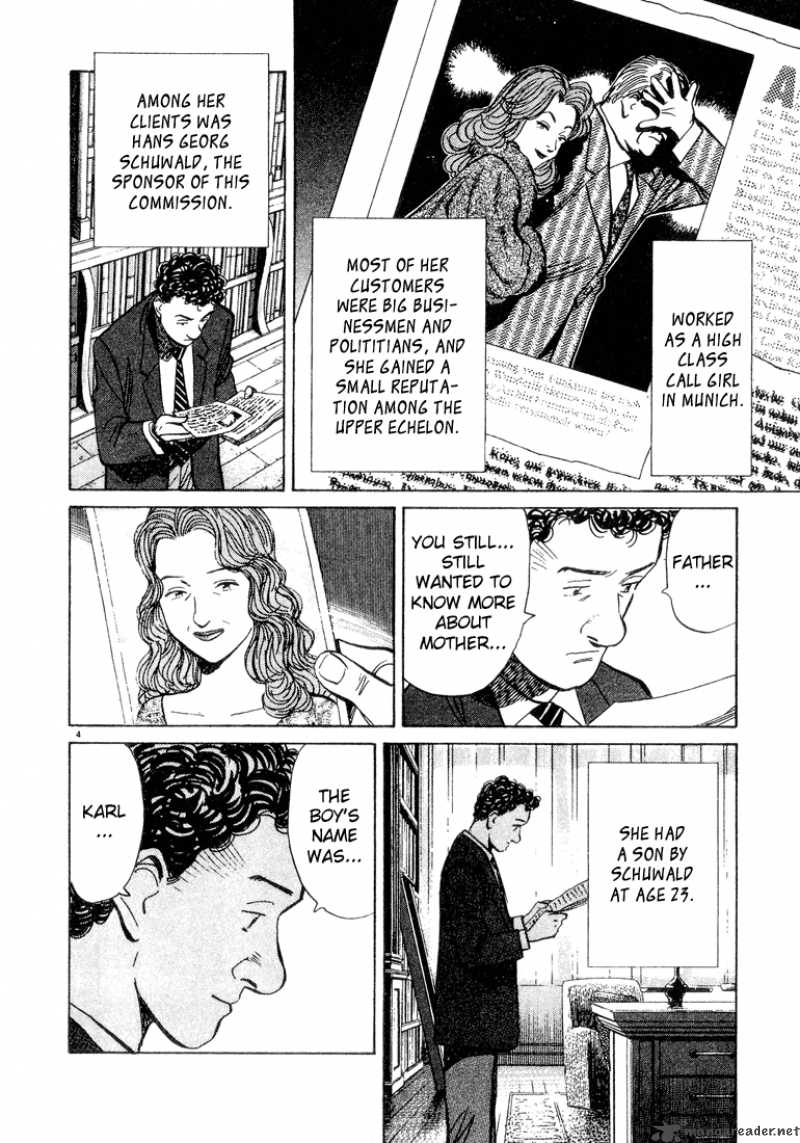 WORKED
AS A HIGH
CLASS
CALL GIRL
IN MUNICH.
MOST OF HER
CUSTOMERS
WERE BIG BUSI-
NESSMEN AND
POLITITIANS, AND
SHE GAINED A
SMALL REPUTA-
TION AMONG THE
UPPER ECHELON.
AMONG HER
CLIENTS WAS
HANS GEORG
SCHUWALD, THE
SPONSOR OF THIS
COMMISSION.
FATHER
...
YOU STILL...
STILL
WANTED TO
KNOW MORE
ABOUT
MOTHER...
4
SHE HAD
A SON BY
SCHUWALD
AT AGE 23.
THE
BOY'S
NAME
WAS...
KARL
...
mangareader.net